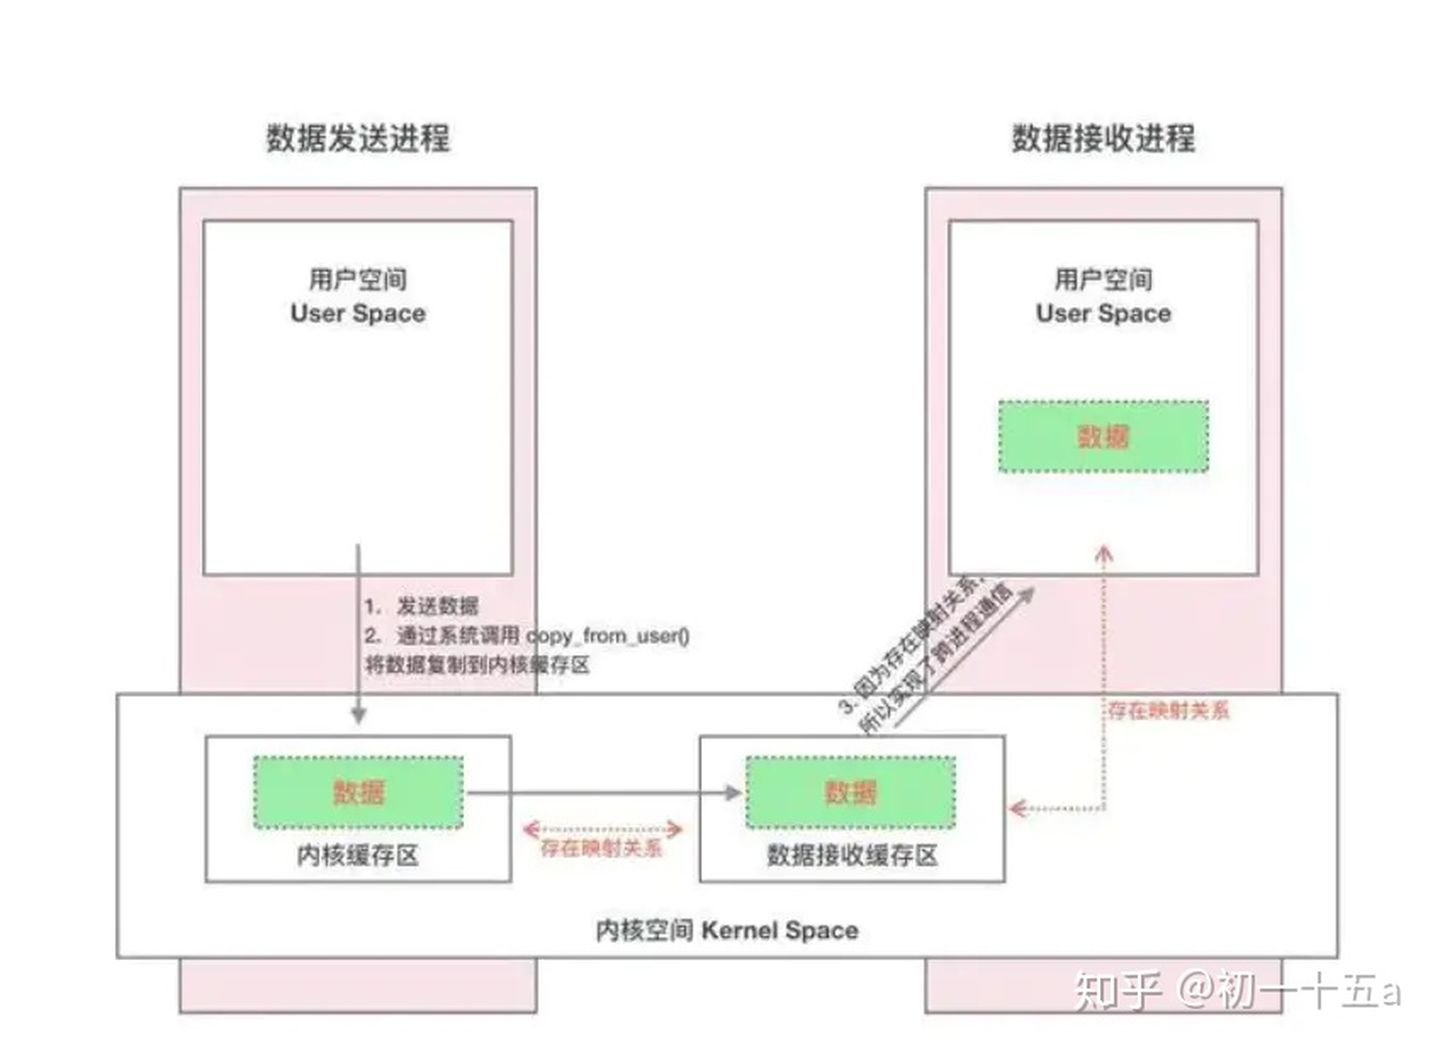 数据发送进程
数据接收进程
用户空间
User Space
用户空间
User Space
数据
1. 发送数据
2. 通过系统调用 copy_from_user()
将数据复制到内核缓存区
3. 因为存在映射关系,
所以实现了跨进程通信
存在映射关系
数据
数据
内核缓存区
存在映射关系
数据接收缓存区
内核空间 Kernel Space
知乎 @初一十五a